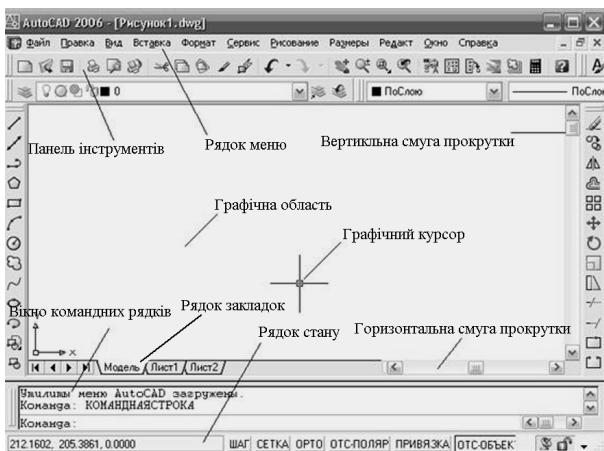 AutoCAD 2006 - [Рисунок1.dwg]
Файл Правка Вид Вставка Формат Сервис Рисование Размеры Редакт Окно Справка
0 ПоСлою ПоСлою
Панель інструментів
Рядок меню
Вертикльна смуга прокрутки
Графічна область
Графічний курсор
Вікно командних рядків
Рядок закладок
Рядок стану
Горизонтальна смуга прокрутки
X
Модель Лист1 Лист2
меню AutoCAD загружены.
Команда: КОМАНДНАЯСТРОКА
Команда:
212.1602, 205.3861, 0.0000 ШАГ СЕТКА ОРТО ОТС-ПОЛЯР ПРИВЯЗКА ОТС-ОБЪЕК